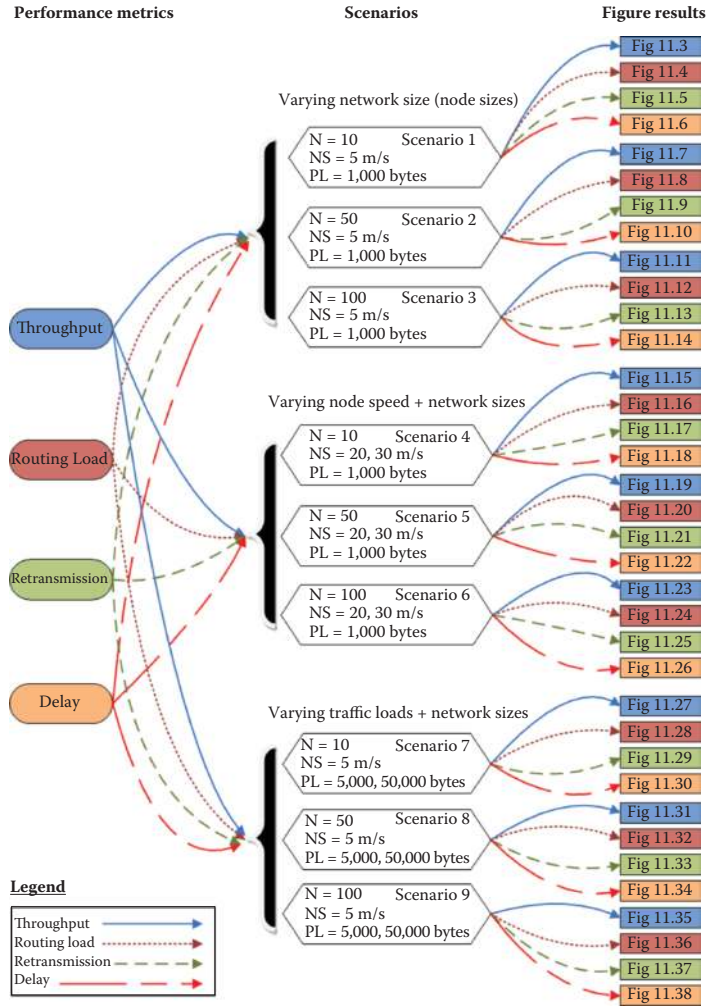 Performance metrics
Scenarios
Figure results
Throughput
Routing Load
Retransmission
Delay
Varying network size (node sizes)
N = 10 Scenario 1
NS = 5 m/s
PL = 1,000 bytes
N = 50 Scenario 2
NS = 5 m/s
PL = 1,000 bytes
N = 100 Scenario 3
NS = 5 m/s
PL = 1,000 bytes
Varying node speed + network sizes
N = 10 Scenario 4
NS = 20, 30 m/s
PL = 1,000 bytes
N = 50 Scenario 5
NS = 20, 30 m/s
PL = 1,000 bytes
N = 100 Scenario 6
NS = 20, 30 m/s
PL = 1,000 bytes
Varying traffic loads + network sizes
N = 10 Scenario 7
NS = 5 m/s
PL = 5,000, 50,000 bytes
N = 50 Scenario 8
NS = 5 m/s
PL = 5,000, 50,000 bytes
N = 100 Scenario 9
NS = 5 m/s
PL = 5,000, 50,000 bytes
Fig 11.3
Fig 11.4
Fig 11.5
Fig 11.6
Fig 11.7
Fig 11.8
Fig 11.9
Fig 11.10
Fig 11.11
Fig 11.12
Fig 11.13
Fig 11.14
Fig 11.15
Fig 11.16
Fig 11.17
Fig 11.18
Fig 11.19
Fig 11.20
Fig 11.21
Fig 11.22
Fig 11.23
Fig 11.24
Fig 11.25
Fig 11.26
Fig 11.27
Fig 11.28
Fig 11.29
Fig 11.30
Fig 11.31
Fig 11.32
Fig 11.33
Fig 11.34
Fig 11.35
Fig 11.36
Fig 11.37
Fig 11.38
Legend
Throughput
Routing load
Retransmission
Delay